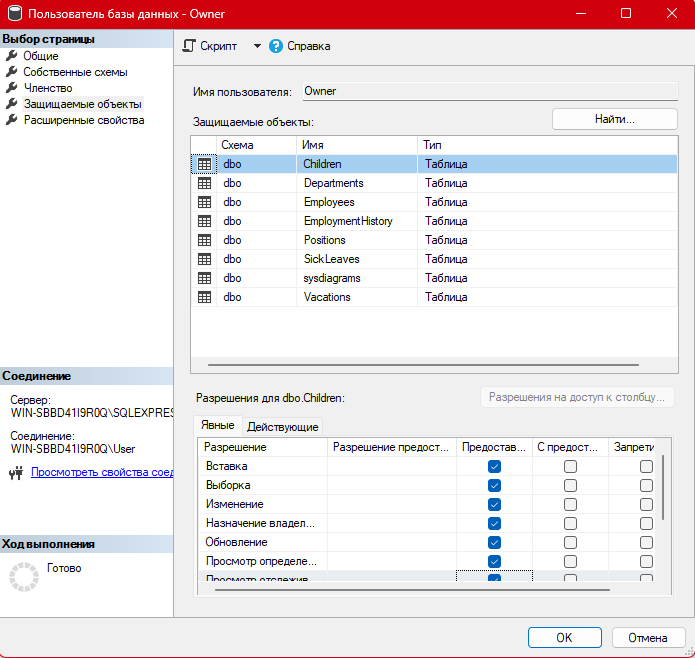 Пользователь базы данных - Owner
Выбор страницы
Общие
Собственные схемы
Членство
Защищаемые объекты
Расширенные свойства
Скрипт
Справка
Имя пользователя: Owner
Защищаемые объекты:
Найти...
Схема Имя Тип
dbo Children Таблица
dbo Departments Таблица
dbo Employees Таблица
dbo EmploymentHistory Таблица
dbo Positions Таблица
dbo SickLeaves Таблица
dbo sysdiagrams Таблица
dbo Vacations Таблица
Соединение
Сервер:
WIN-SBBD41I9R0Q\SQLEXPRES
Соединение:
WIN-SBBD41I9R0Q\User
Просмотреть свойства соед
Ход выполнения
Готово
Разрешения для dbo.Children:
Разрешения на доступ к столбцу...
Явные
Действующие
Разрешение Разрешение предост... Предостав... С предост... Запрети
Вставка
Выборка
Изменение
Назначение владел...
Обновление
Просмотр определе...
Просмотр отслежив...
OK
Отмена